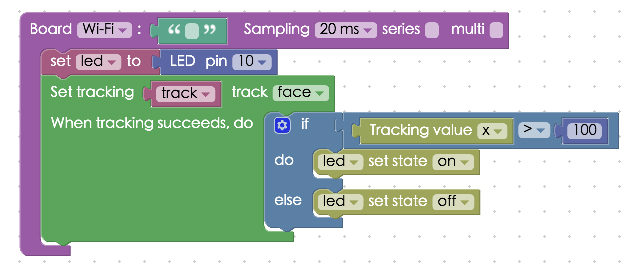 Board Wi-Fi : “ ” Sampling 20 ms series multi
set led to LED pin 10
Set tracking track track face
When tracking succeeds, do if Tracking value x > 100
do led set state on
else led set state off